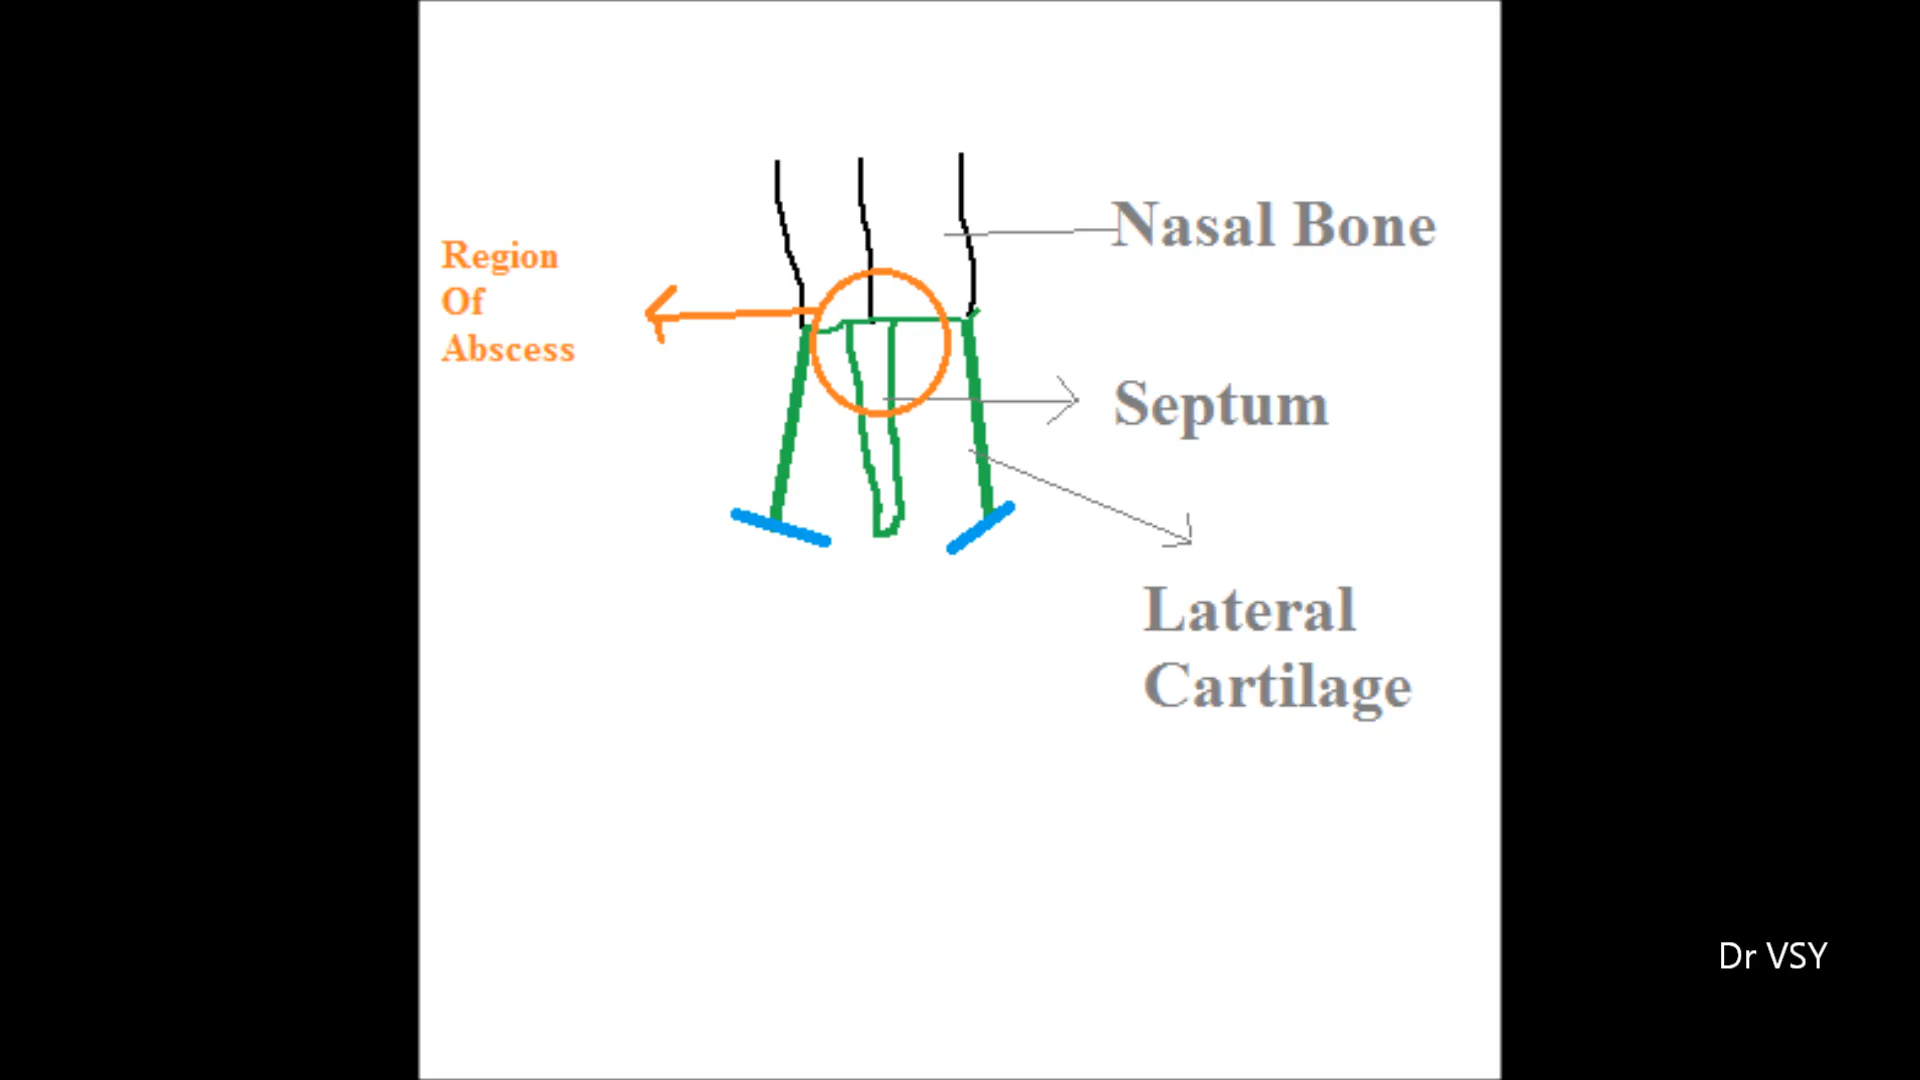 Nasal Bone
Region
Of
Abscess
Septum
Lateral
Cartilage
Dr VSY